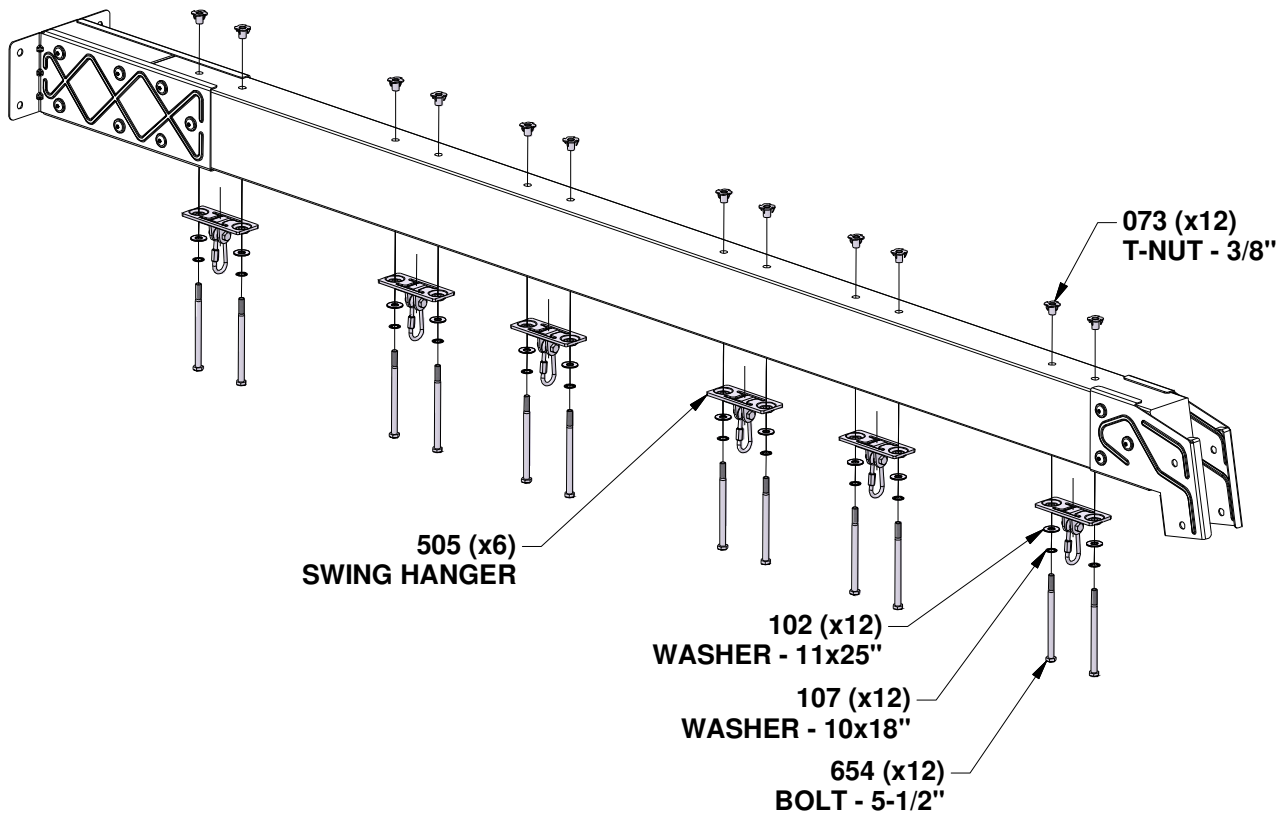 073 (x12)
T-NUT - 3/8"
505 (x6)
SWING HANGER
102 (x12)
WASHER - 11x25"
107 (x12)
WASHER - 10x18"
654 (x12)
BOLT - 5-1/2"